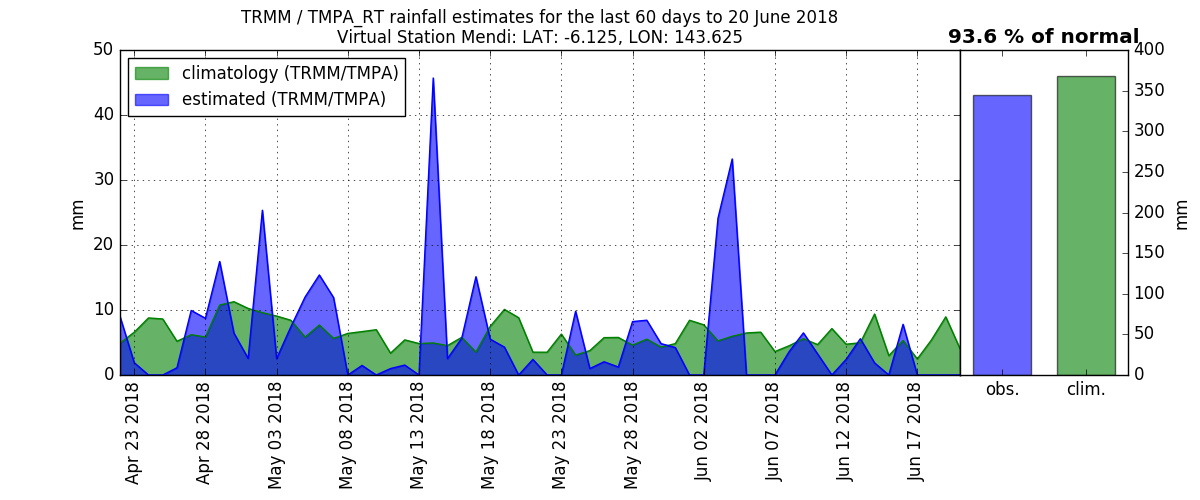 TRMM / TMPA_RT rainfall estimates for the last 60 days to 20 June 2018
Virtual Station Mendi: LAT: -6.125, LON: 143.625
93.6 % of normal
climatology (TRMM/TMPA)
estimated (TRMM/TMPA)
50
40
30
20
10
0
mm
Apr 23 2018
Apr 28 2018
May 03 2018
May 08 2018
May 13 2018
May 18 2018
May 23 2018
May 28 2018
Jun 02 2018
Jun 07 2018
Jun 12 2018
Jun 17 2018
obs.
clim.
400
350
300
250
200
150
100
50
0
mm